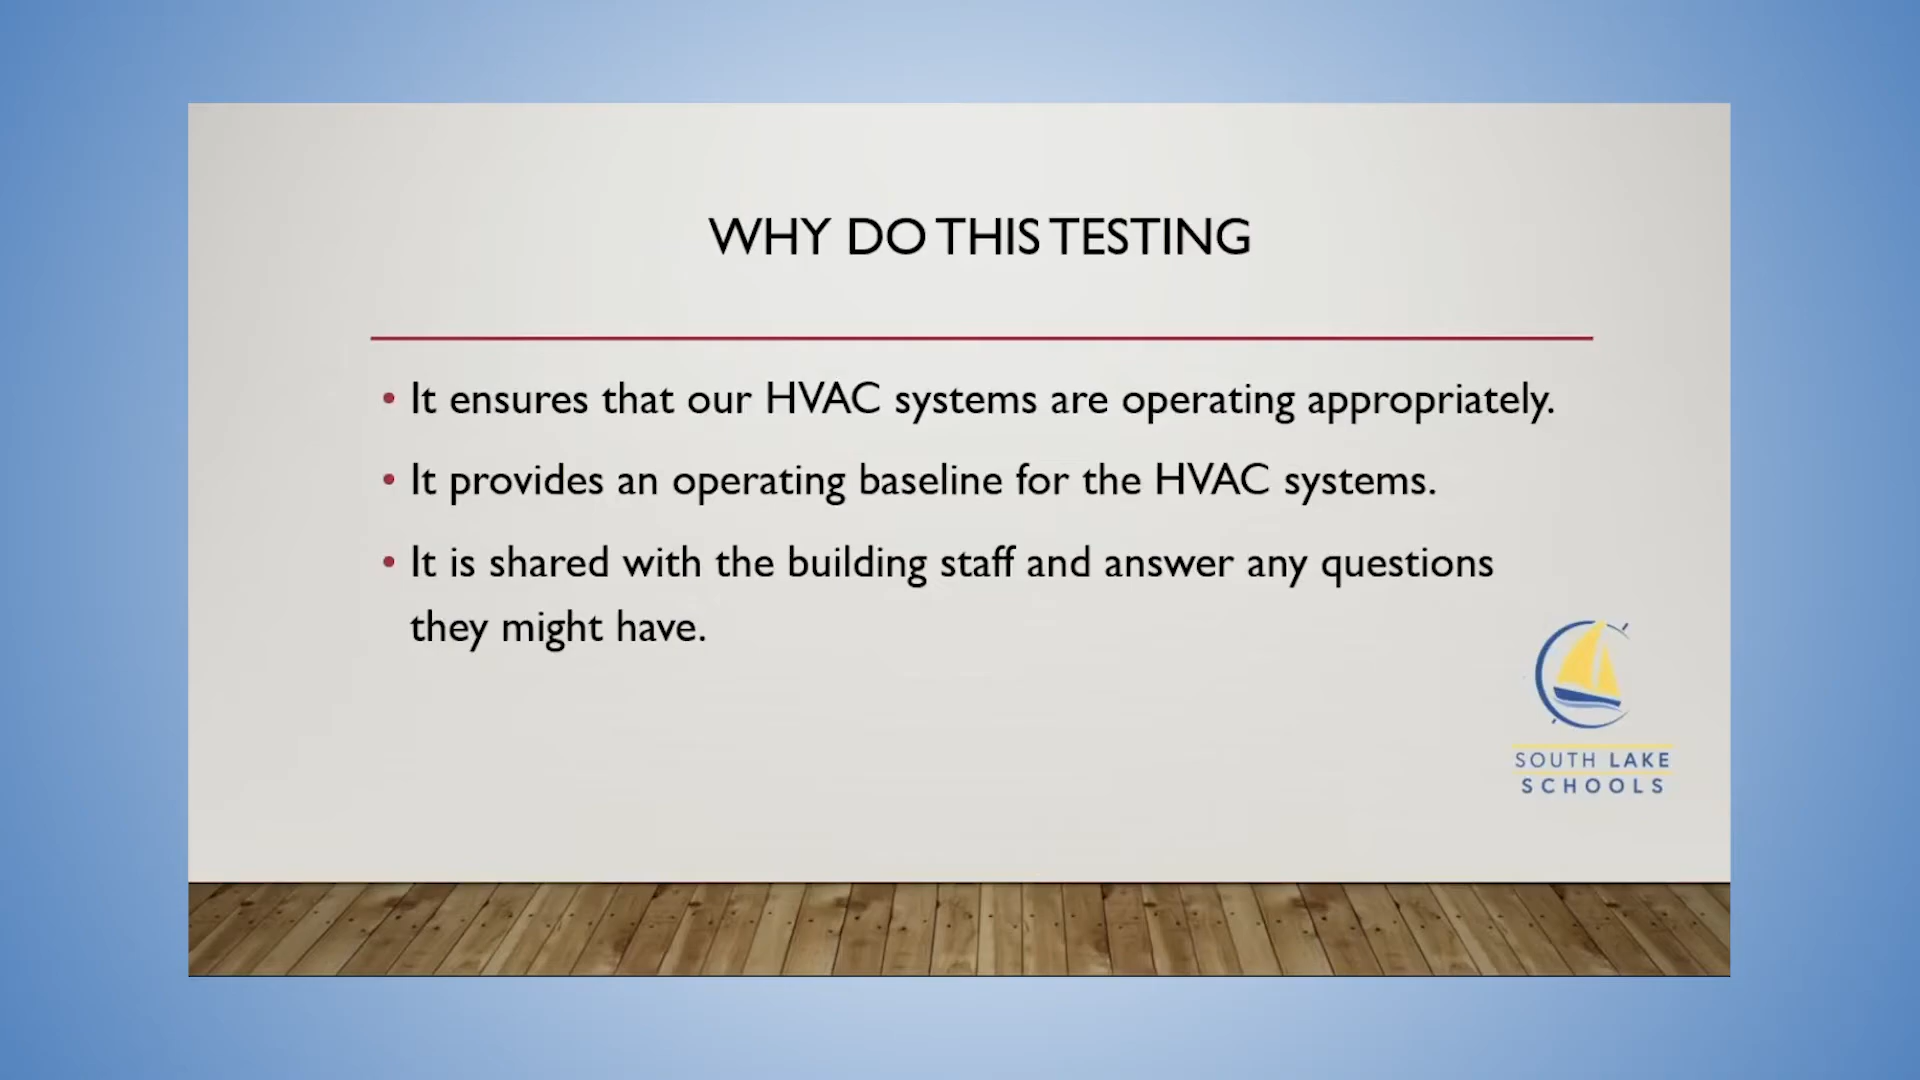 WHY DO THIS TESTING
• It ensures that our HVAC systems are operating appropriately.
• It provides an operating baseline for the HVAC systems.
• It is shared with the building staff and answer any questions
they might have.
SOUTH LAKE
SCHOOLS